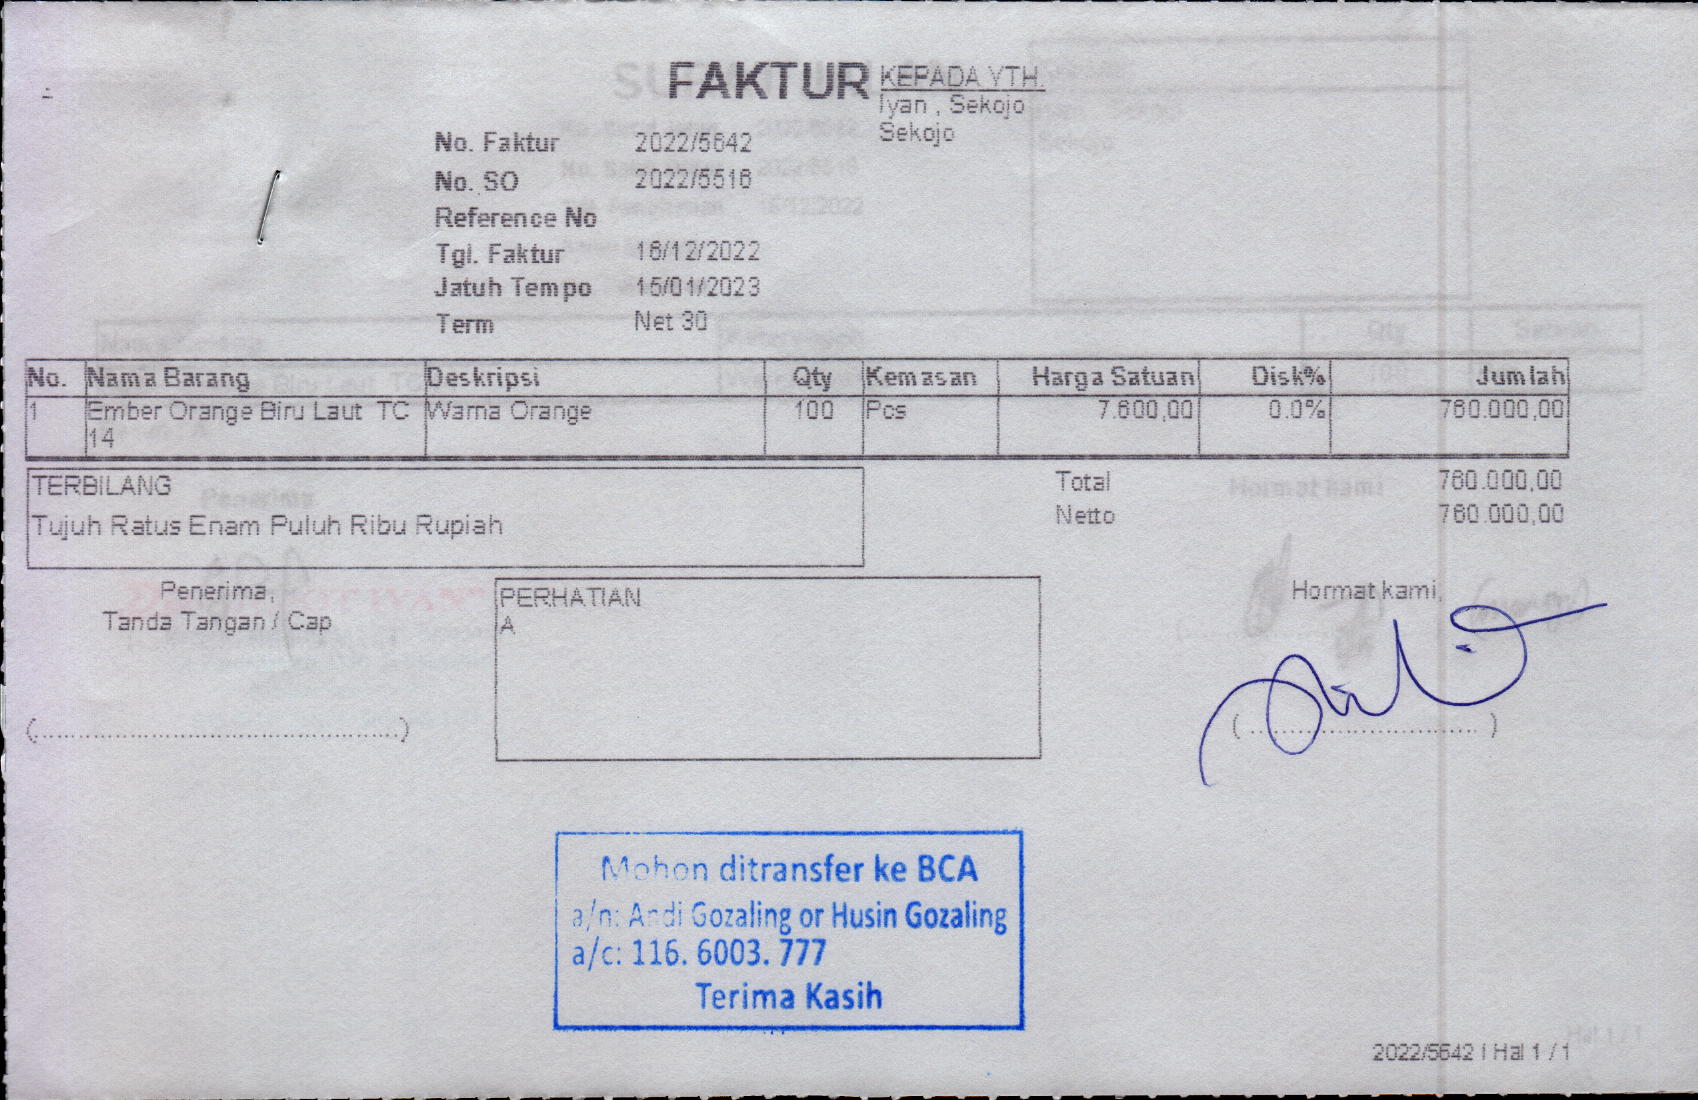 FAKTUR
KEPADA YTH.
Iyan , Sekojo
Sekojo
No. Faktur 2022/5642
No. SO 2022/5516
Reference No
Tgl. Faktur 16/12/2022
Jatuh Tempo 15/01/2023
Term Net 30
No. Nama Barang Deskripsi Qty Kemasan Harga Satuan Disk% Jumlah
1 Ember Orange Biru Laut TC Warna Orange 100 Pcs 7.600,00 0.0% 760.000,00
14
TERBILANG
Tujuh Ratus Enam Puluh Ribu Rupiah
Total 760.000,00
Netto 760.000,00
Penerima,
Tanda Tangan / Cap
(....................................................)
PERHATIAN
A
Hormat kami,
( .................................. )
Mohon ditransfer ke BCA
a/n: Andi Gozaling or Husin Gozaling
a/c: 116. 6003. 777
Terima Kasih
2022/5642 | Hal 1 / 1